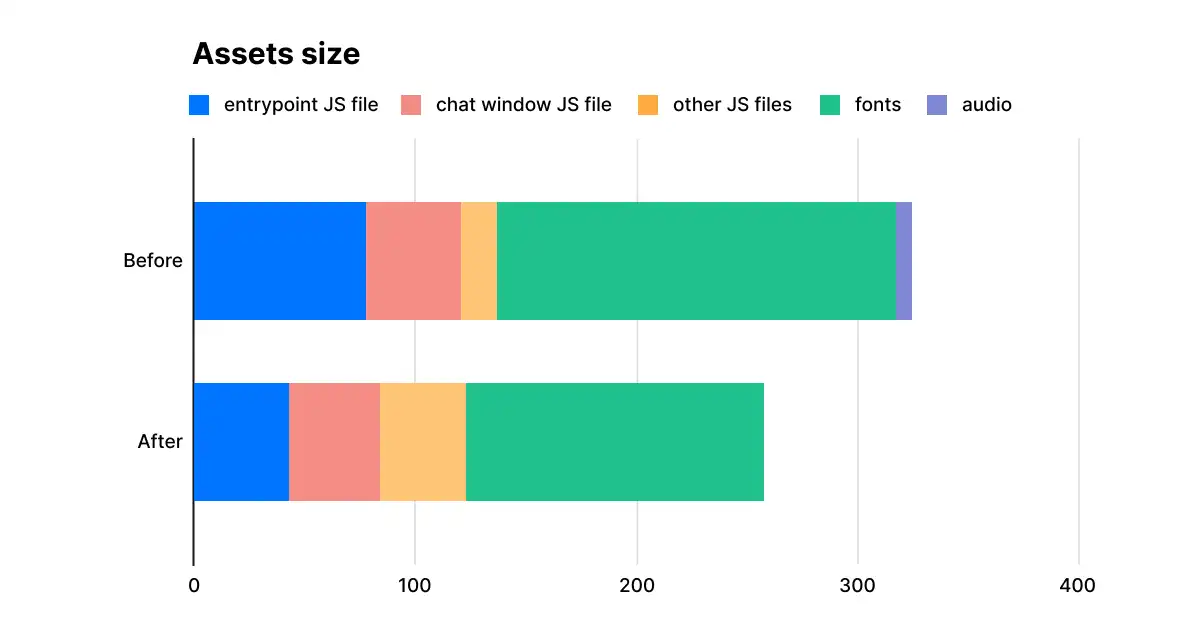 Assets size
entrypoint JS file chat window JS file other JS files fonts audio
Before
After
0 100 200 300 400